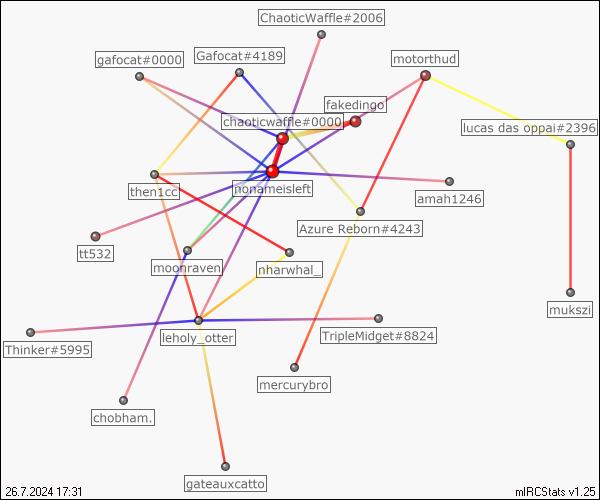 ChaoticWaffle#2006
gafocat#0000
Gafocat#4189
motorthud
fakedingo
chaoticwaffle#0000
lucas das oppai#2396
then1cc
nonameisleft
amah1246
Azure Reborn#4243
tt532
moonraven
nharwhal_
mukszi
leholy_otter
TripleMidget#8824
Thinker#5995
mercurybro
chobham.
gateauxcatto
26.7.2024 17:31
mIRCStats v1.25